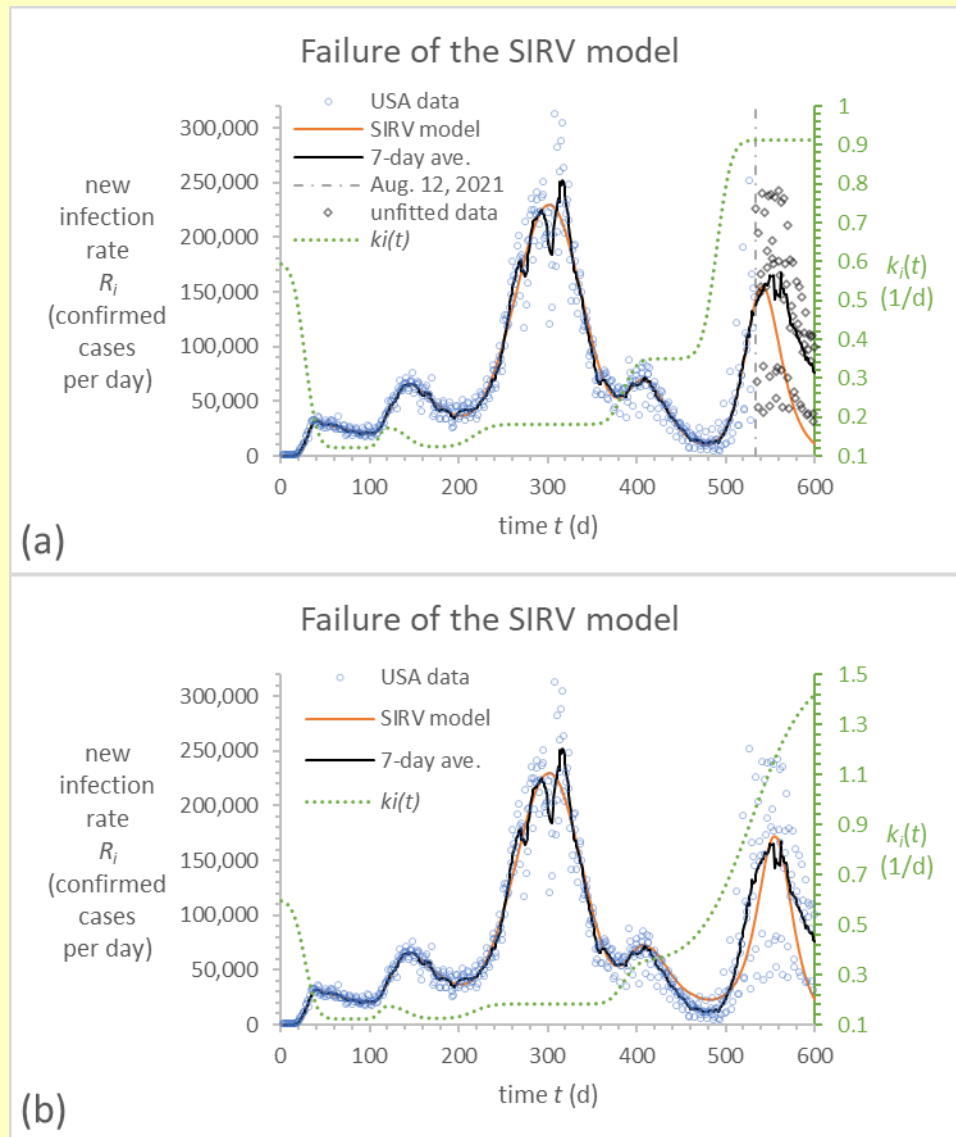 Failure of the SIRV model
USA data
SIRV model
7-day ave.
Aug. 12, 2021
unfitted data
ki(t)
new
infection
rate
Ri
(confirmed
cases
per day)
300,000
250,000
200,000
150,000
100,000
50,000
0
1
0.9
0.8
0.7
0.6
0.5
0.4
0.3
0.2
0.1
ki(t)
(1/d)
0 100 200 300 400 500 600
time t (d)
(a)
Failure of the SIRV model
USA data
SIRV model
7-day ave.
ki(t)
new
infection
rate
Ri
(confirmed
cases
per day)
300,000
250,000
200,000
150,000
100,000
50,000
0
1.5
1.3
1.1
0.9
0.7
0.5
0.3
0.1
ki(t)
(1/d)
0 100 200 300 400 500 600
time t (d)
(b)